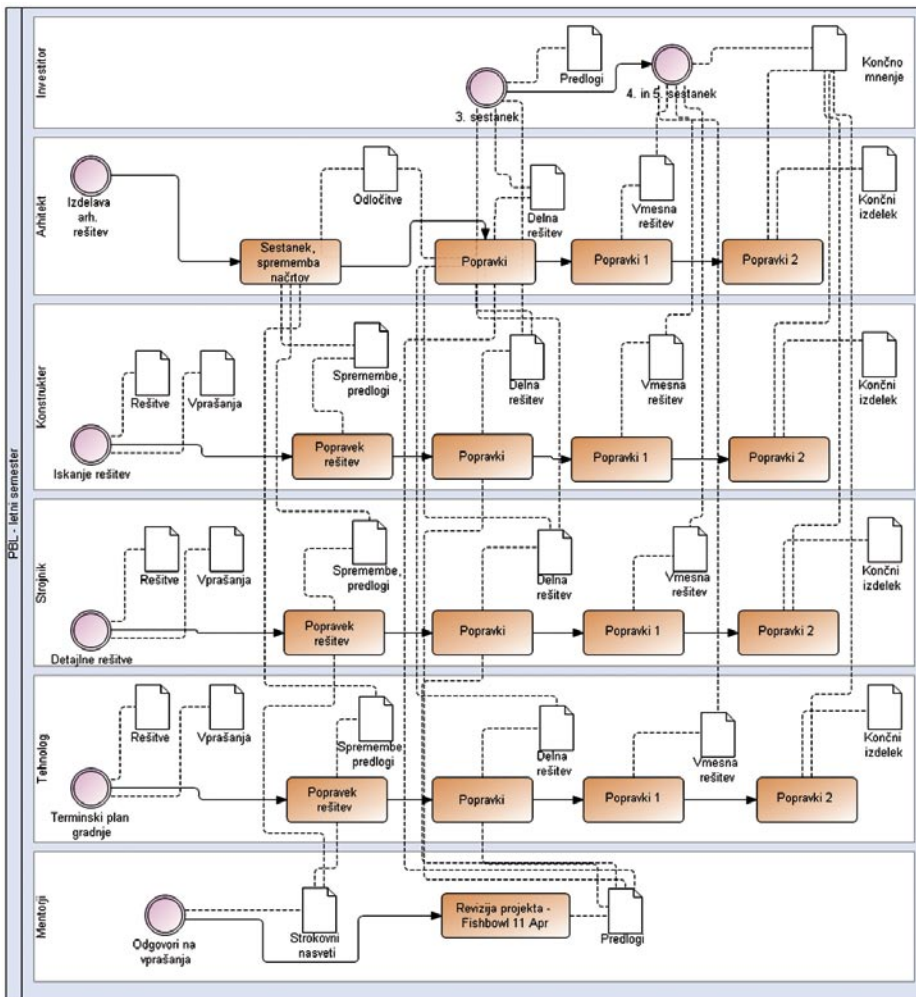 PBL - letni semester
Investitor
Predlogi
3. sestanek
4. in 5. sestanek
Končno
mnenje
Arhitekt
Izdelava
arh.
rešitev
Odločitve
Sestanek,
sprememba
načrtov
Delna
rešitev
Popravki
Vmesna
rešitev
Popravki 1
Popravki 2
Končni
izdelek
Konstrukter
Rešitve
Vprašanja
Iskanje rešitev
Spremembe,
predlogi
Popravek
rešitev
Delna
rešitev
Popravki
Vmesna
rešitev
Popravki 1
Popravki 2
Končni
izdelek
Strojnik
Rešitve
Vprašanja
Detajlne rešitve
Spremembe,
predlogi
Popravek
rešitev
Delna
rešitev
Popravki
Vmesna
rešitev
Popravki 1
Popravki 2
Končni
izdelek
Tehnolog
Rešitve
Vprašanja
Terminski plan
gradnje
Spremembe,
predlogi
Popravek
rešitev
Delna
rešitev
Popravki
Vmesna
rešitev
Popravki 1
Popravki 2
Končni
izdelek
Mentorji
Odgovori na
vprašanja
Strokovni
nasveti
Revizija projekta -
Fishbowl 11 Apr
Predlogi